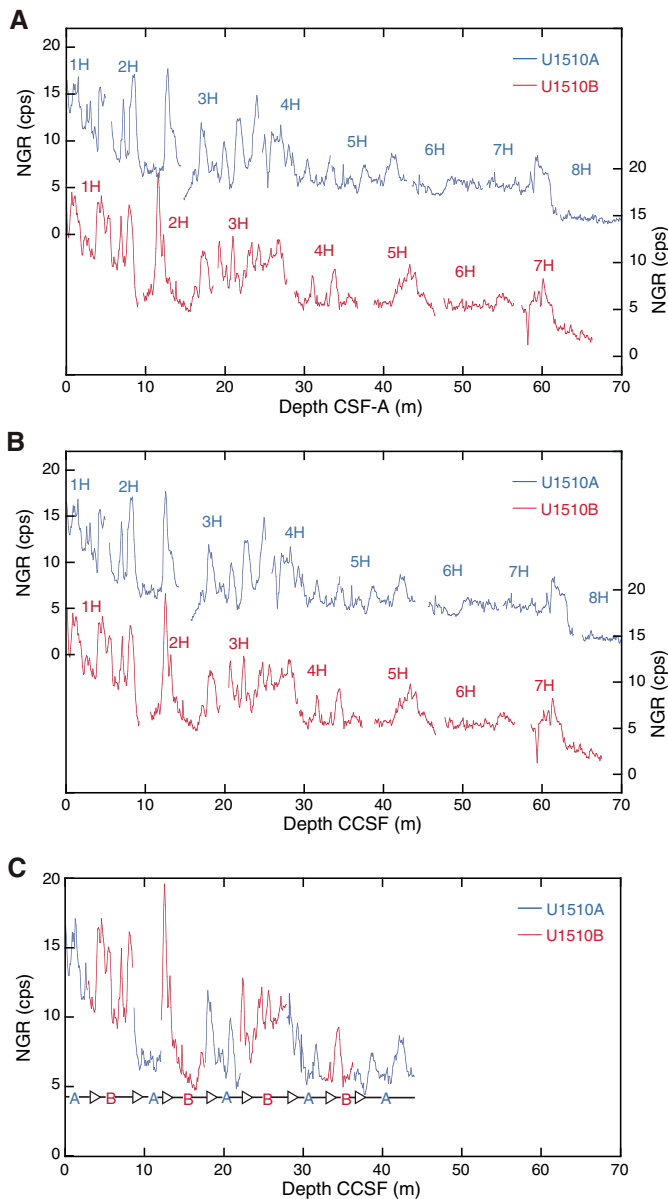 A
20
15
10
5
0
NGR (cps)
1H 2H 3H 4H 5H 6H 7H 8H
U1510A
U1510B
1H 2H 3H 4H 5H 6H 7H
20
15
10
5
0
NGR (cps)
0 10 20 30 40 50 60 70
Depth CSF-A (m)
B
20
15
10
5
0
NGR (cps)
1H 2H 3H 4H 5H 6H 7H 8H
U1510A
U1510B
1H 2H 3H 4H 5H 6H 7H
20
15
10
5
0
NGR (cps)
0 10 20 30 40 50 60 70
Depth CCSF (m)
C
20
15
10
5
0
NGR (cps)
U1510A
U1510B
A B A B A B A B A
0 10 20 30 40 50 60 70
Depth CCSF (m)